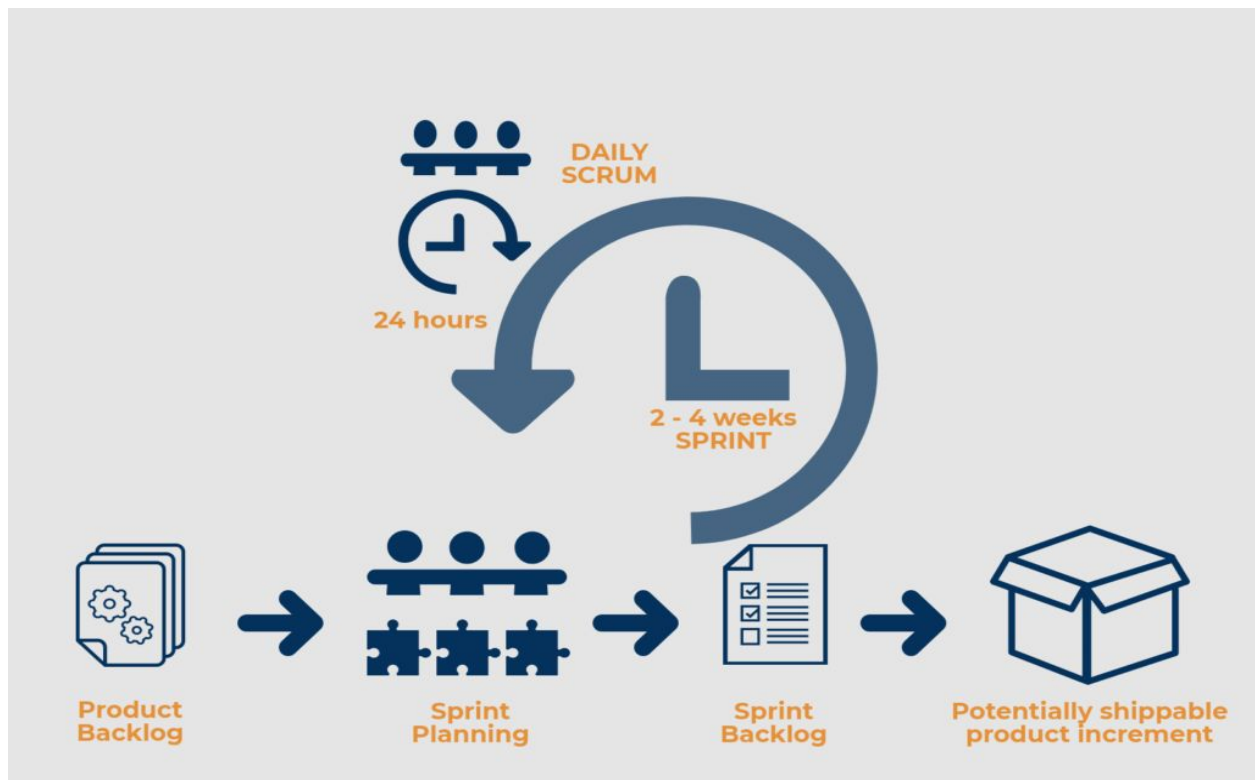 DAILY
SCRUM
24 hours
2 - 4 weeks
SPRINT
Product
Backlog
Sprint
Planning
Sprint
Backlog
Potentially shippable
product increment